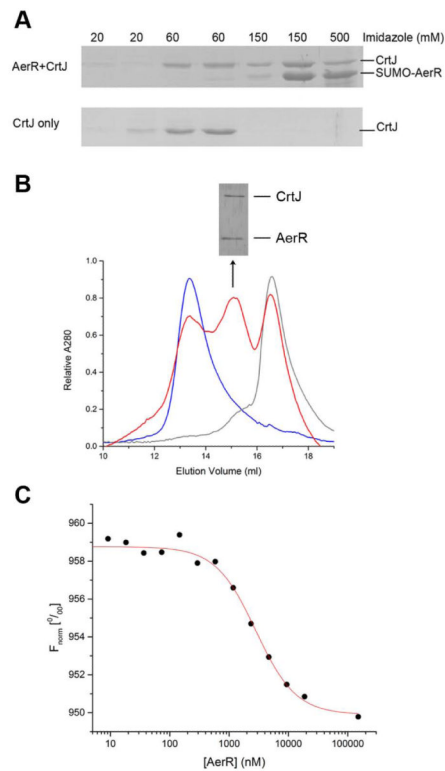 A
20 20 60 60 150 150 500 Imidazole (mM)
AerR+CrtJ
CrtJ
SUMO-AerR
CrtJ only
CrtJ
B
CrtJ
AerR
1.0
0.8
0.6
0.4
0.2
0.0
Relative A280
10 12 14 16 18
Elution Volume (ml)
C
960
958
956
954
952
950
Fnorm [0/00]
10 100 1000 10000 100000
[AerR] (nM)